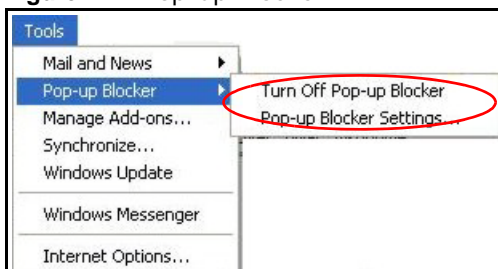 Tools
Mail and News
Pop-up Blocker
Turn Off Pop-up Blocker
Pop-up Blocker Settings...
Manage Add-ons...
Synchronize...
Windows Update
Windows Messenger
Internet Options...